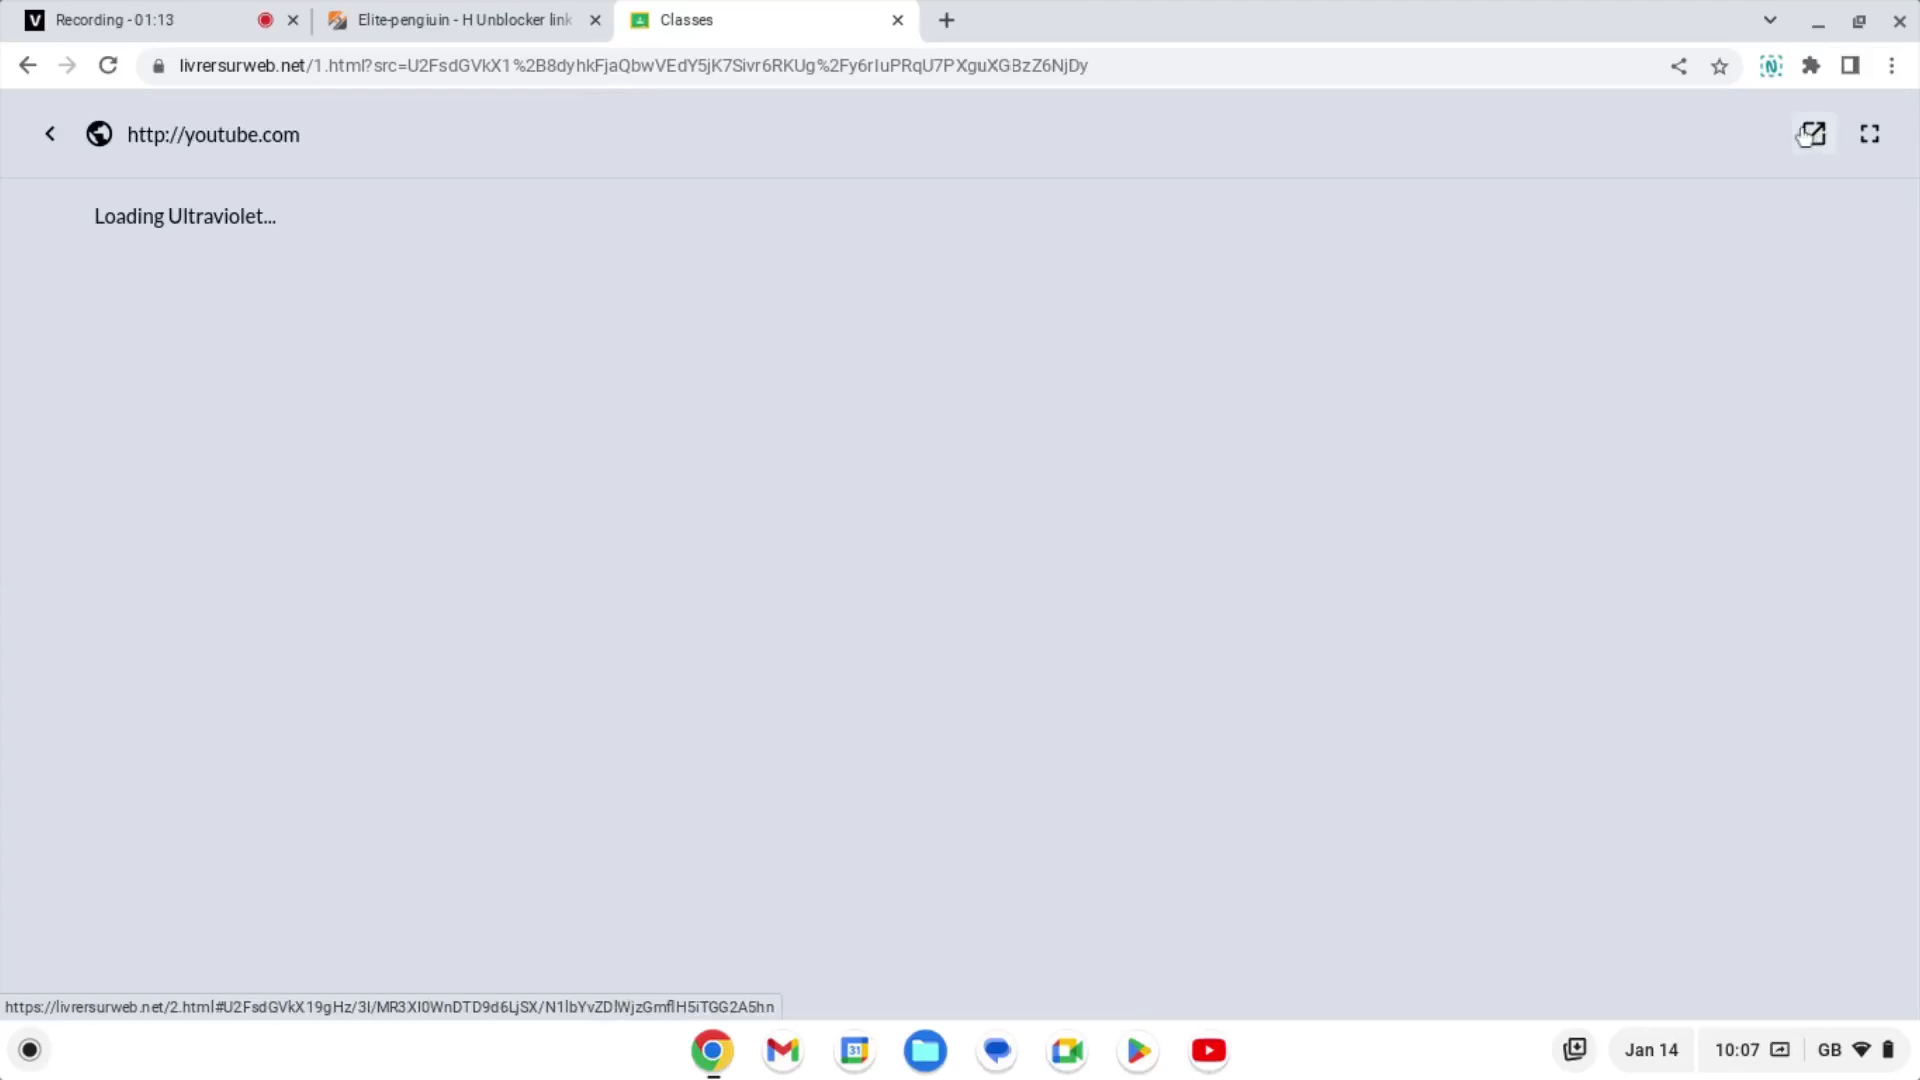 Recording - 01:13
Elite-pengiuin - H Unblocker link
Classes
livrersurweb.net/1.html?src=U2FsdGVkX1%2B8dyhkFjaQbwVEdY5jK7Sivr6RKUg%2Fy6rIuPRqU7PXguXGBzZ6NjDy
http://youtube.com
Loading Ultraviolet...
https://livrersurweb.net/2.html#U2FsdGVkX19gHz/3I/MR3XI0WnDTD9d6LjSX/N1lbYvZDlWjzGmflH5iTGG2A5hn
31
Jan 14
10:07
GB